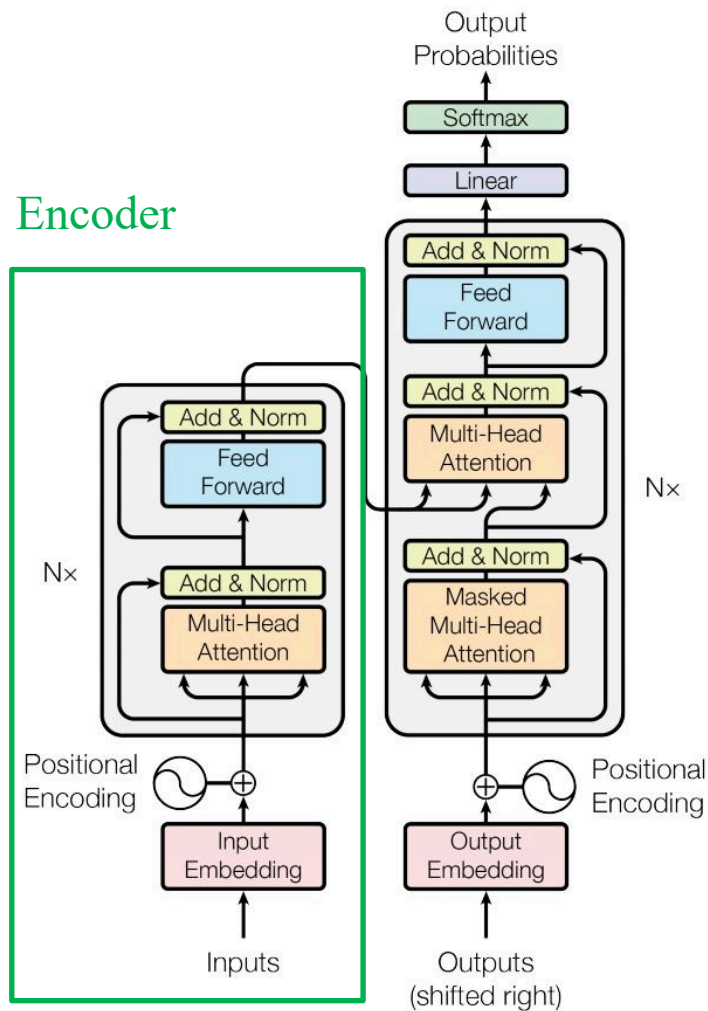 Output
Probabilities
Softmax
Linear
Encoder
Add & Norm
Feed
Forward
Add & Norm
Multi-Head
Attention
Nx
Add & Norm
Masked
Multi-Head
Attention
Add & Norm
Feed
Forward
Nx
Add & Norm
Multi-Head
Attention
Positional
Encoding
Input
Embedding
Inputs
Positional
Encoding
Output
Embedding
Outputs
(shifted right)